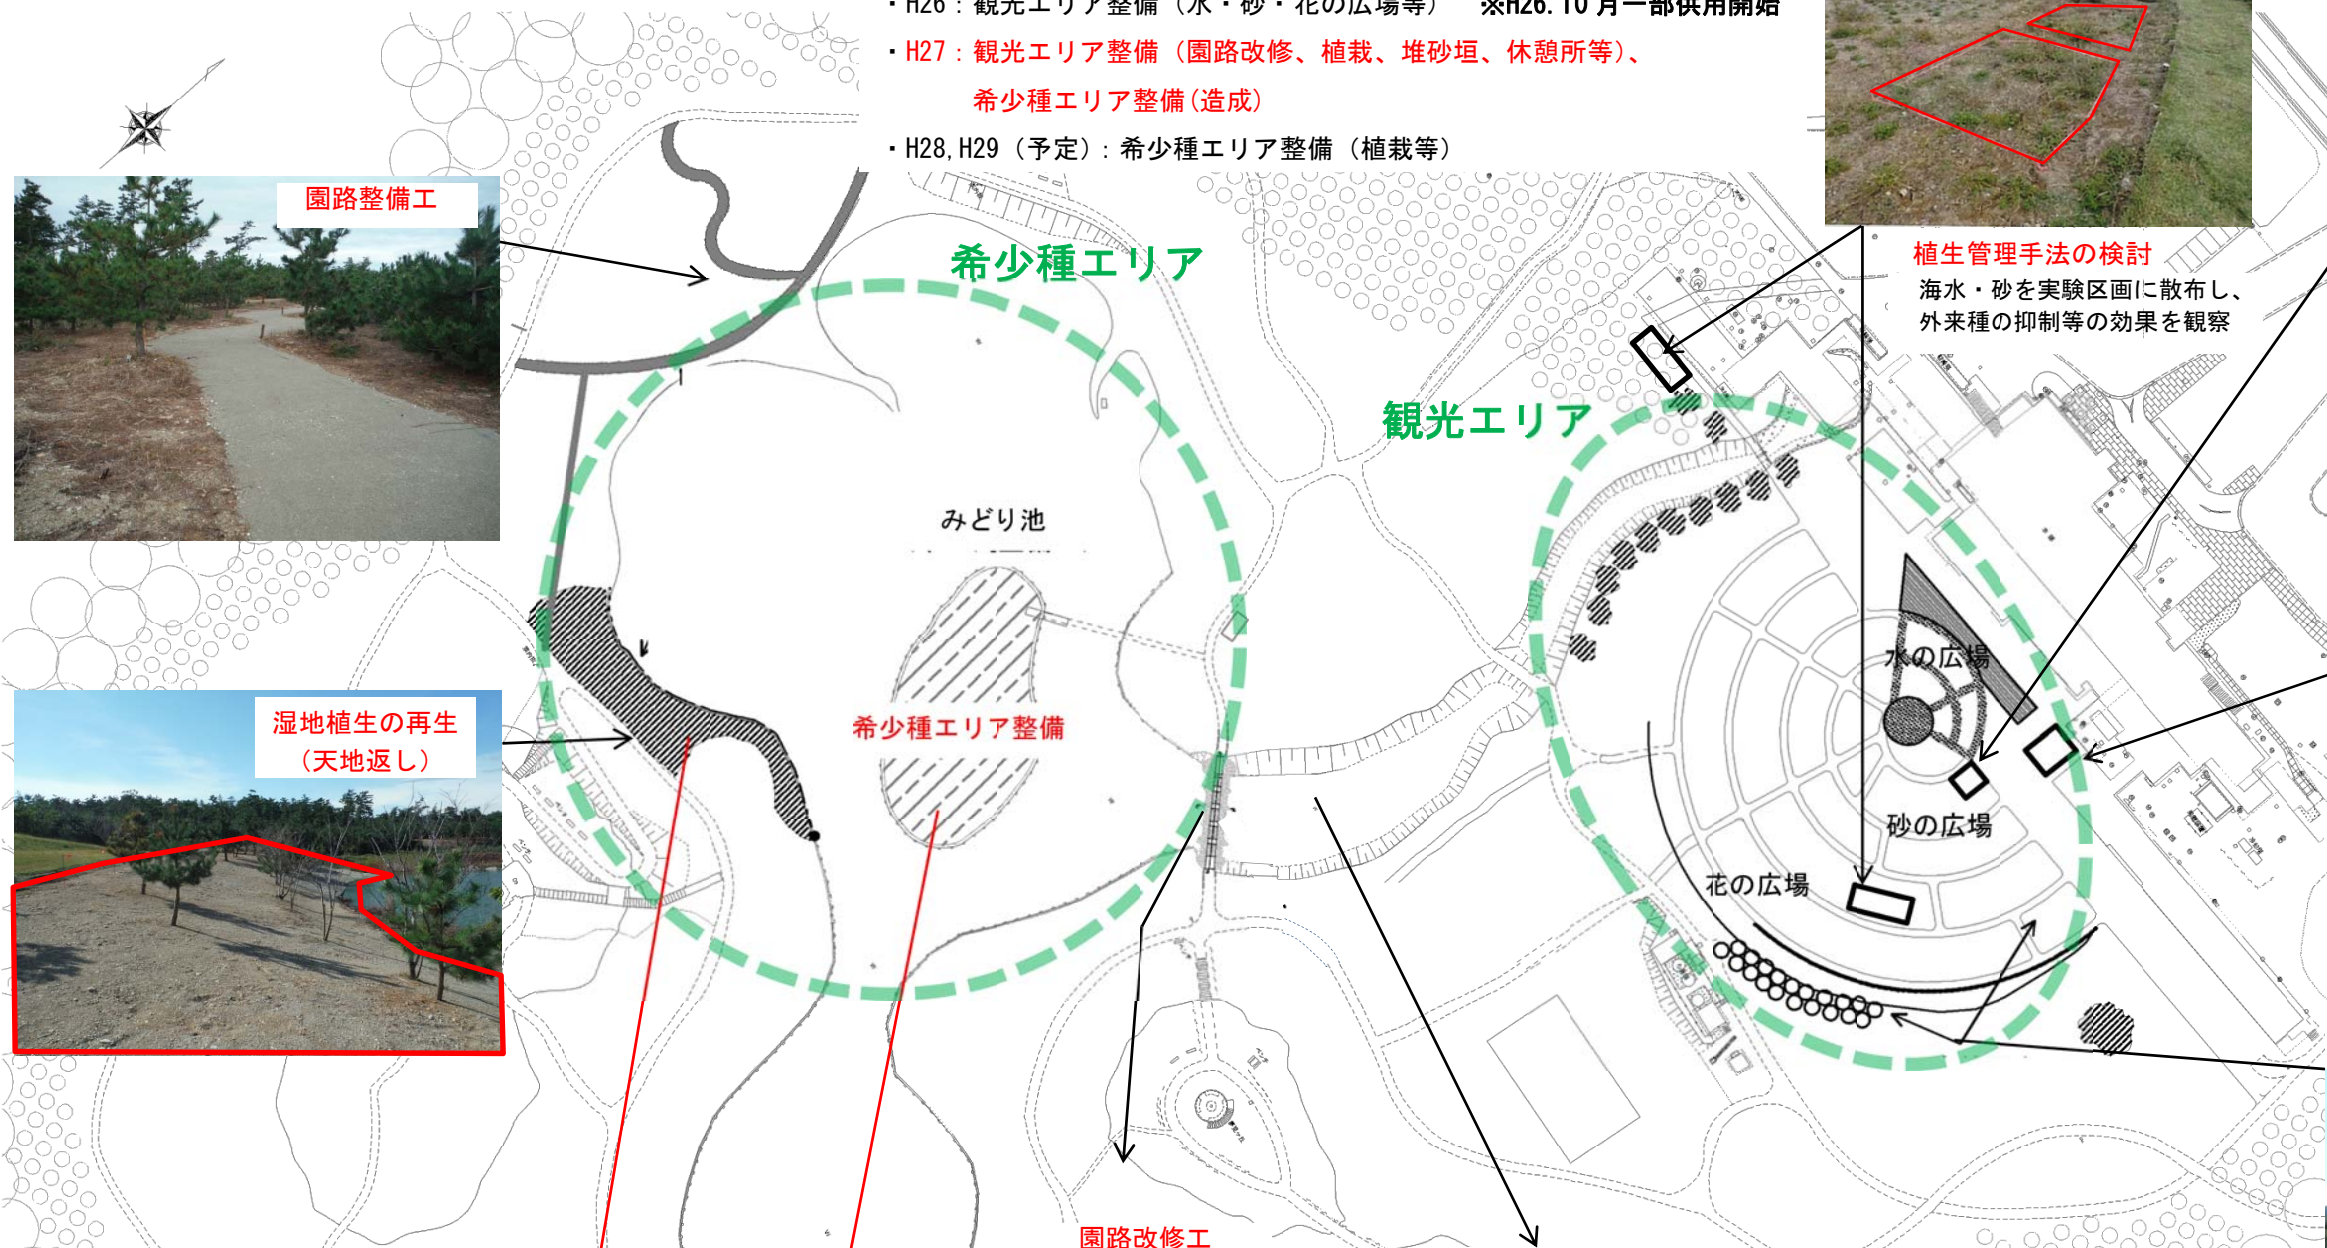 ・H26：観光エリア整備（水・砂・花の広場等）　※H26.10月一部供用開始
・H27：観光エリア整備（園路改修、植栽、堆砂垣、休憩所等）、
希少種エリア整備(造成)
・H28,H29（予定）：希少種エリア整備（植栽等）
園路整備工
希少種エリア
植生管理手法の検討
海水・砂を実験区画に散布し、
外来種の抑制等の効果を観察
観光エリア
みどり池
水の広場
湿地植生の再生
（天地返し）
希少種エリア整備
砂の広場
花の広場
園路改修工